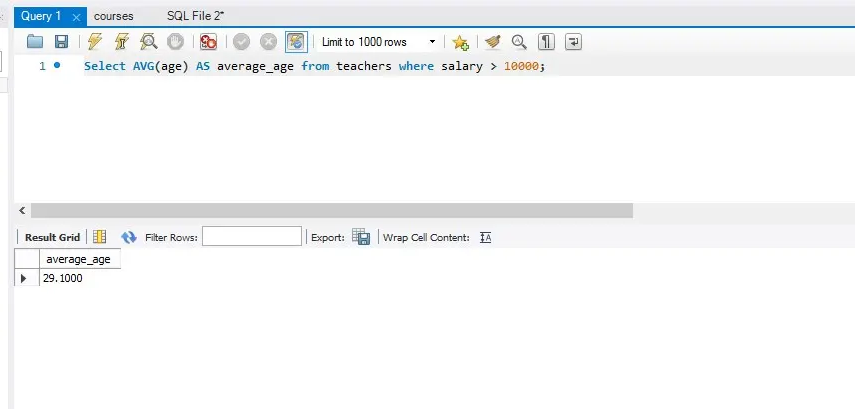 Query 1 courses SQL File 2*
Limit to 1000 rows
1 Select AVG(age) AS average_age from teachers where salary > 10000;
Result Grid Filter Rows: Export: Wrap Cell Content:
average_age
29.1000